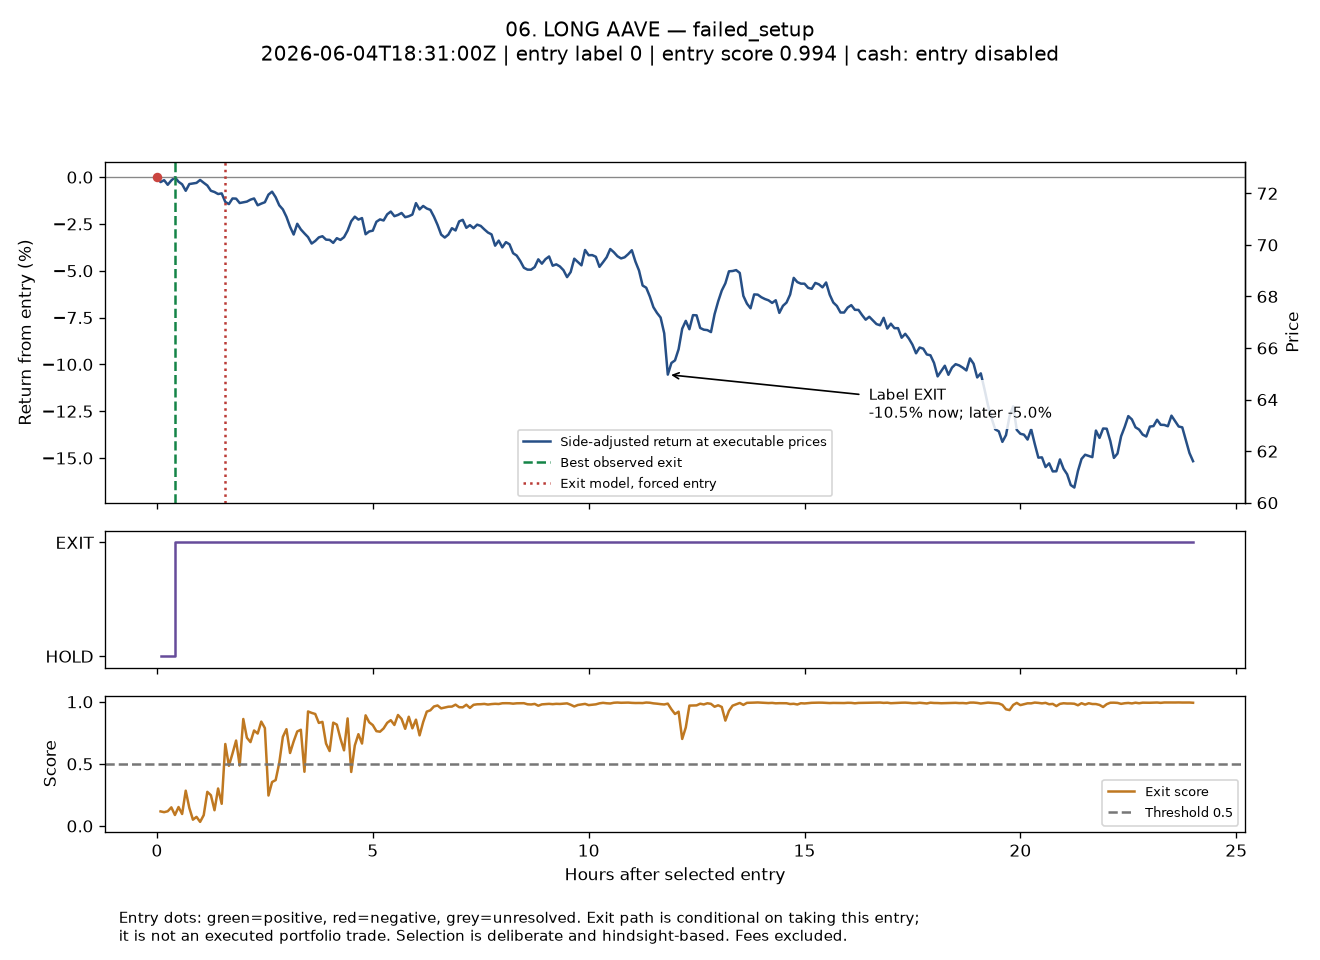 06. LONG AAVE — failed_setup
2026-06-04T18:31:00Z | entry label 0 | entry score 0.994 | cash: entry disabled
Return from entry (%)
0.0
−2.5
−5.0
−7.5
−10.0
−12.5
−15.0
72
70
68
66
64
62
60
Price
Label EXIT
-10.5% now; later -5.0%
Side-adjusted return at executable prices
Best observed exit
Exit model, forced entry
EXIT
HOLD
Score
1.0
0.5
0.0
Exit score
Threshold 0.5
0 5 10 15 20 25
Hours after selected entry
Entry dots: green=positive, red=negative, grey=unresolved. Exit path is conditional on taking this entry;
it is not an executed portfolio trade. Selection is deliberate and hindsight-based. Fees excluded.